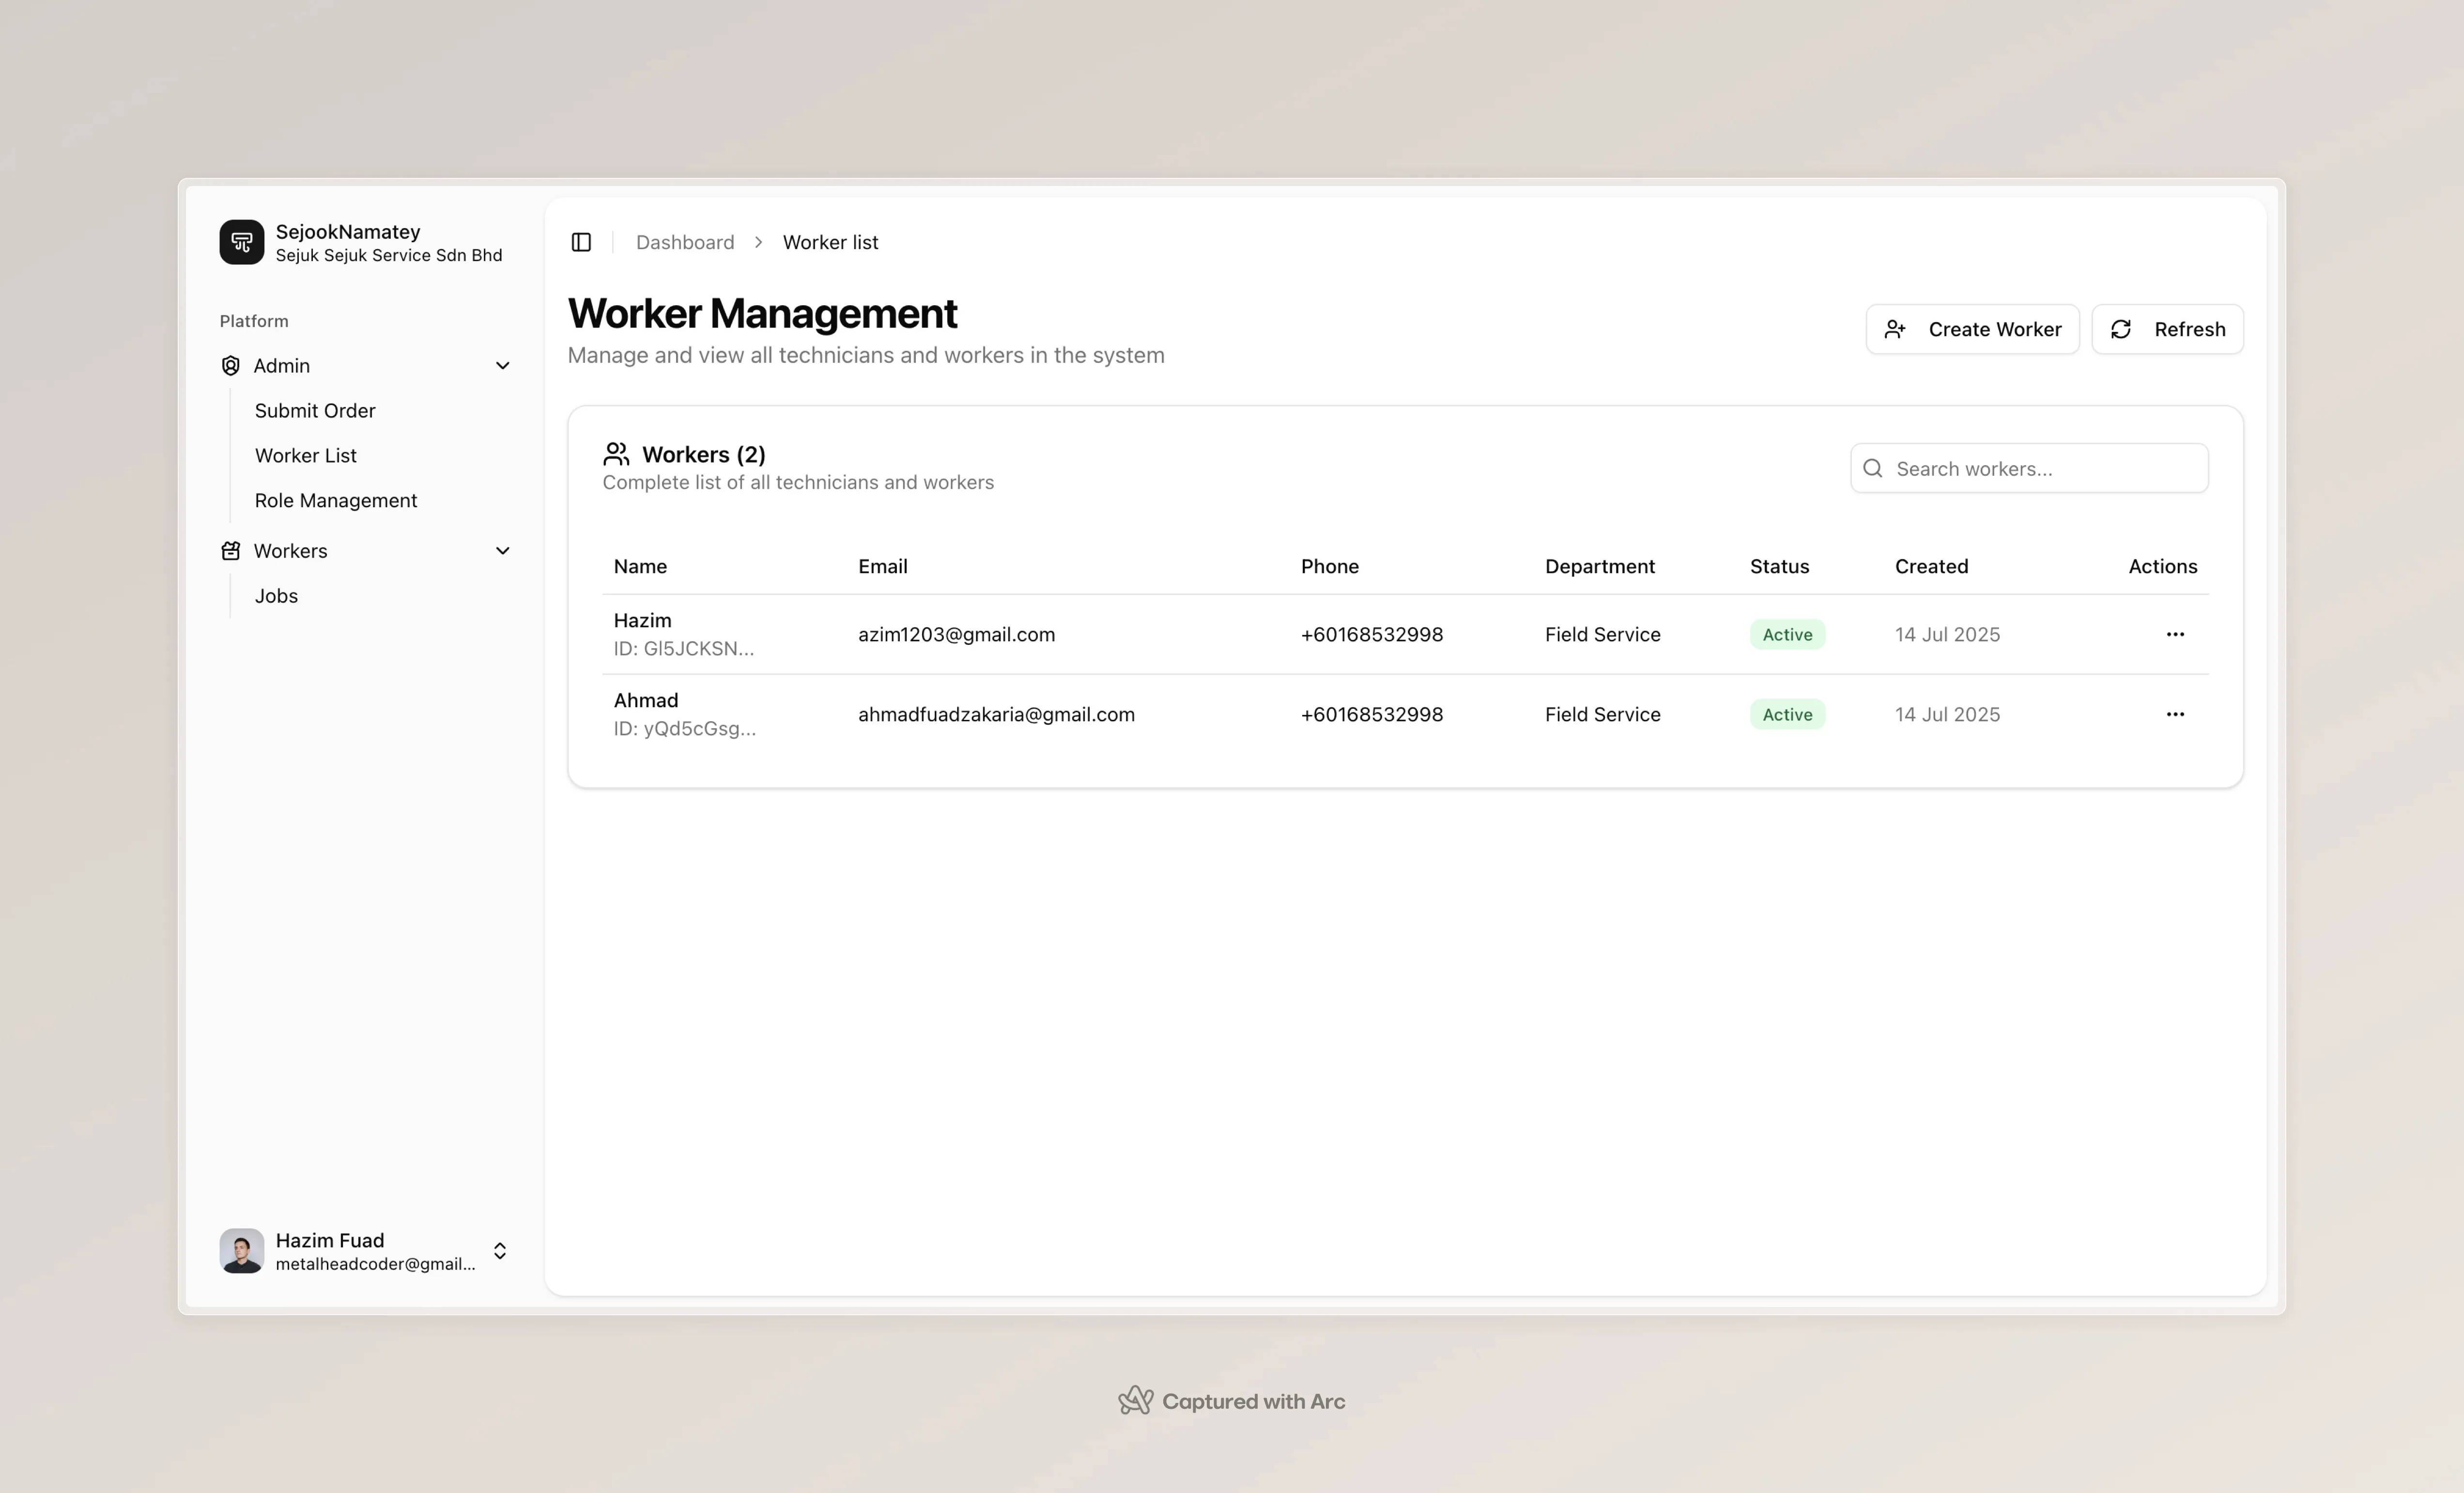 SejookNamatey
Sejuk Sejuk Service Sdn Bhd
Platform
Admin
Submit Order
Worker List
Role Management
Workers
Jobs
Hazim Fuad
metalheadcoder@gmail...
Dashboard > Worker list
Worker Management
Manage and view all technicians and workers in the system
Create Worker
Refresh
Workers (2)
Complete list of all technicians and workers
Search workers...
Name Email Phone Department Status Created Actions
Hazim
ID: Gl5JCKSN...
azim1203@gmail.com +60168532998 Field Service Active 14 Jul 2025
Ahmad
ID: yQd5cGsg...
ahmadfuadzakaria@gmail.com +60168532998 Field Service Active 14 Jul 2025
Captured with Arc